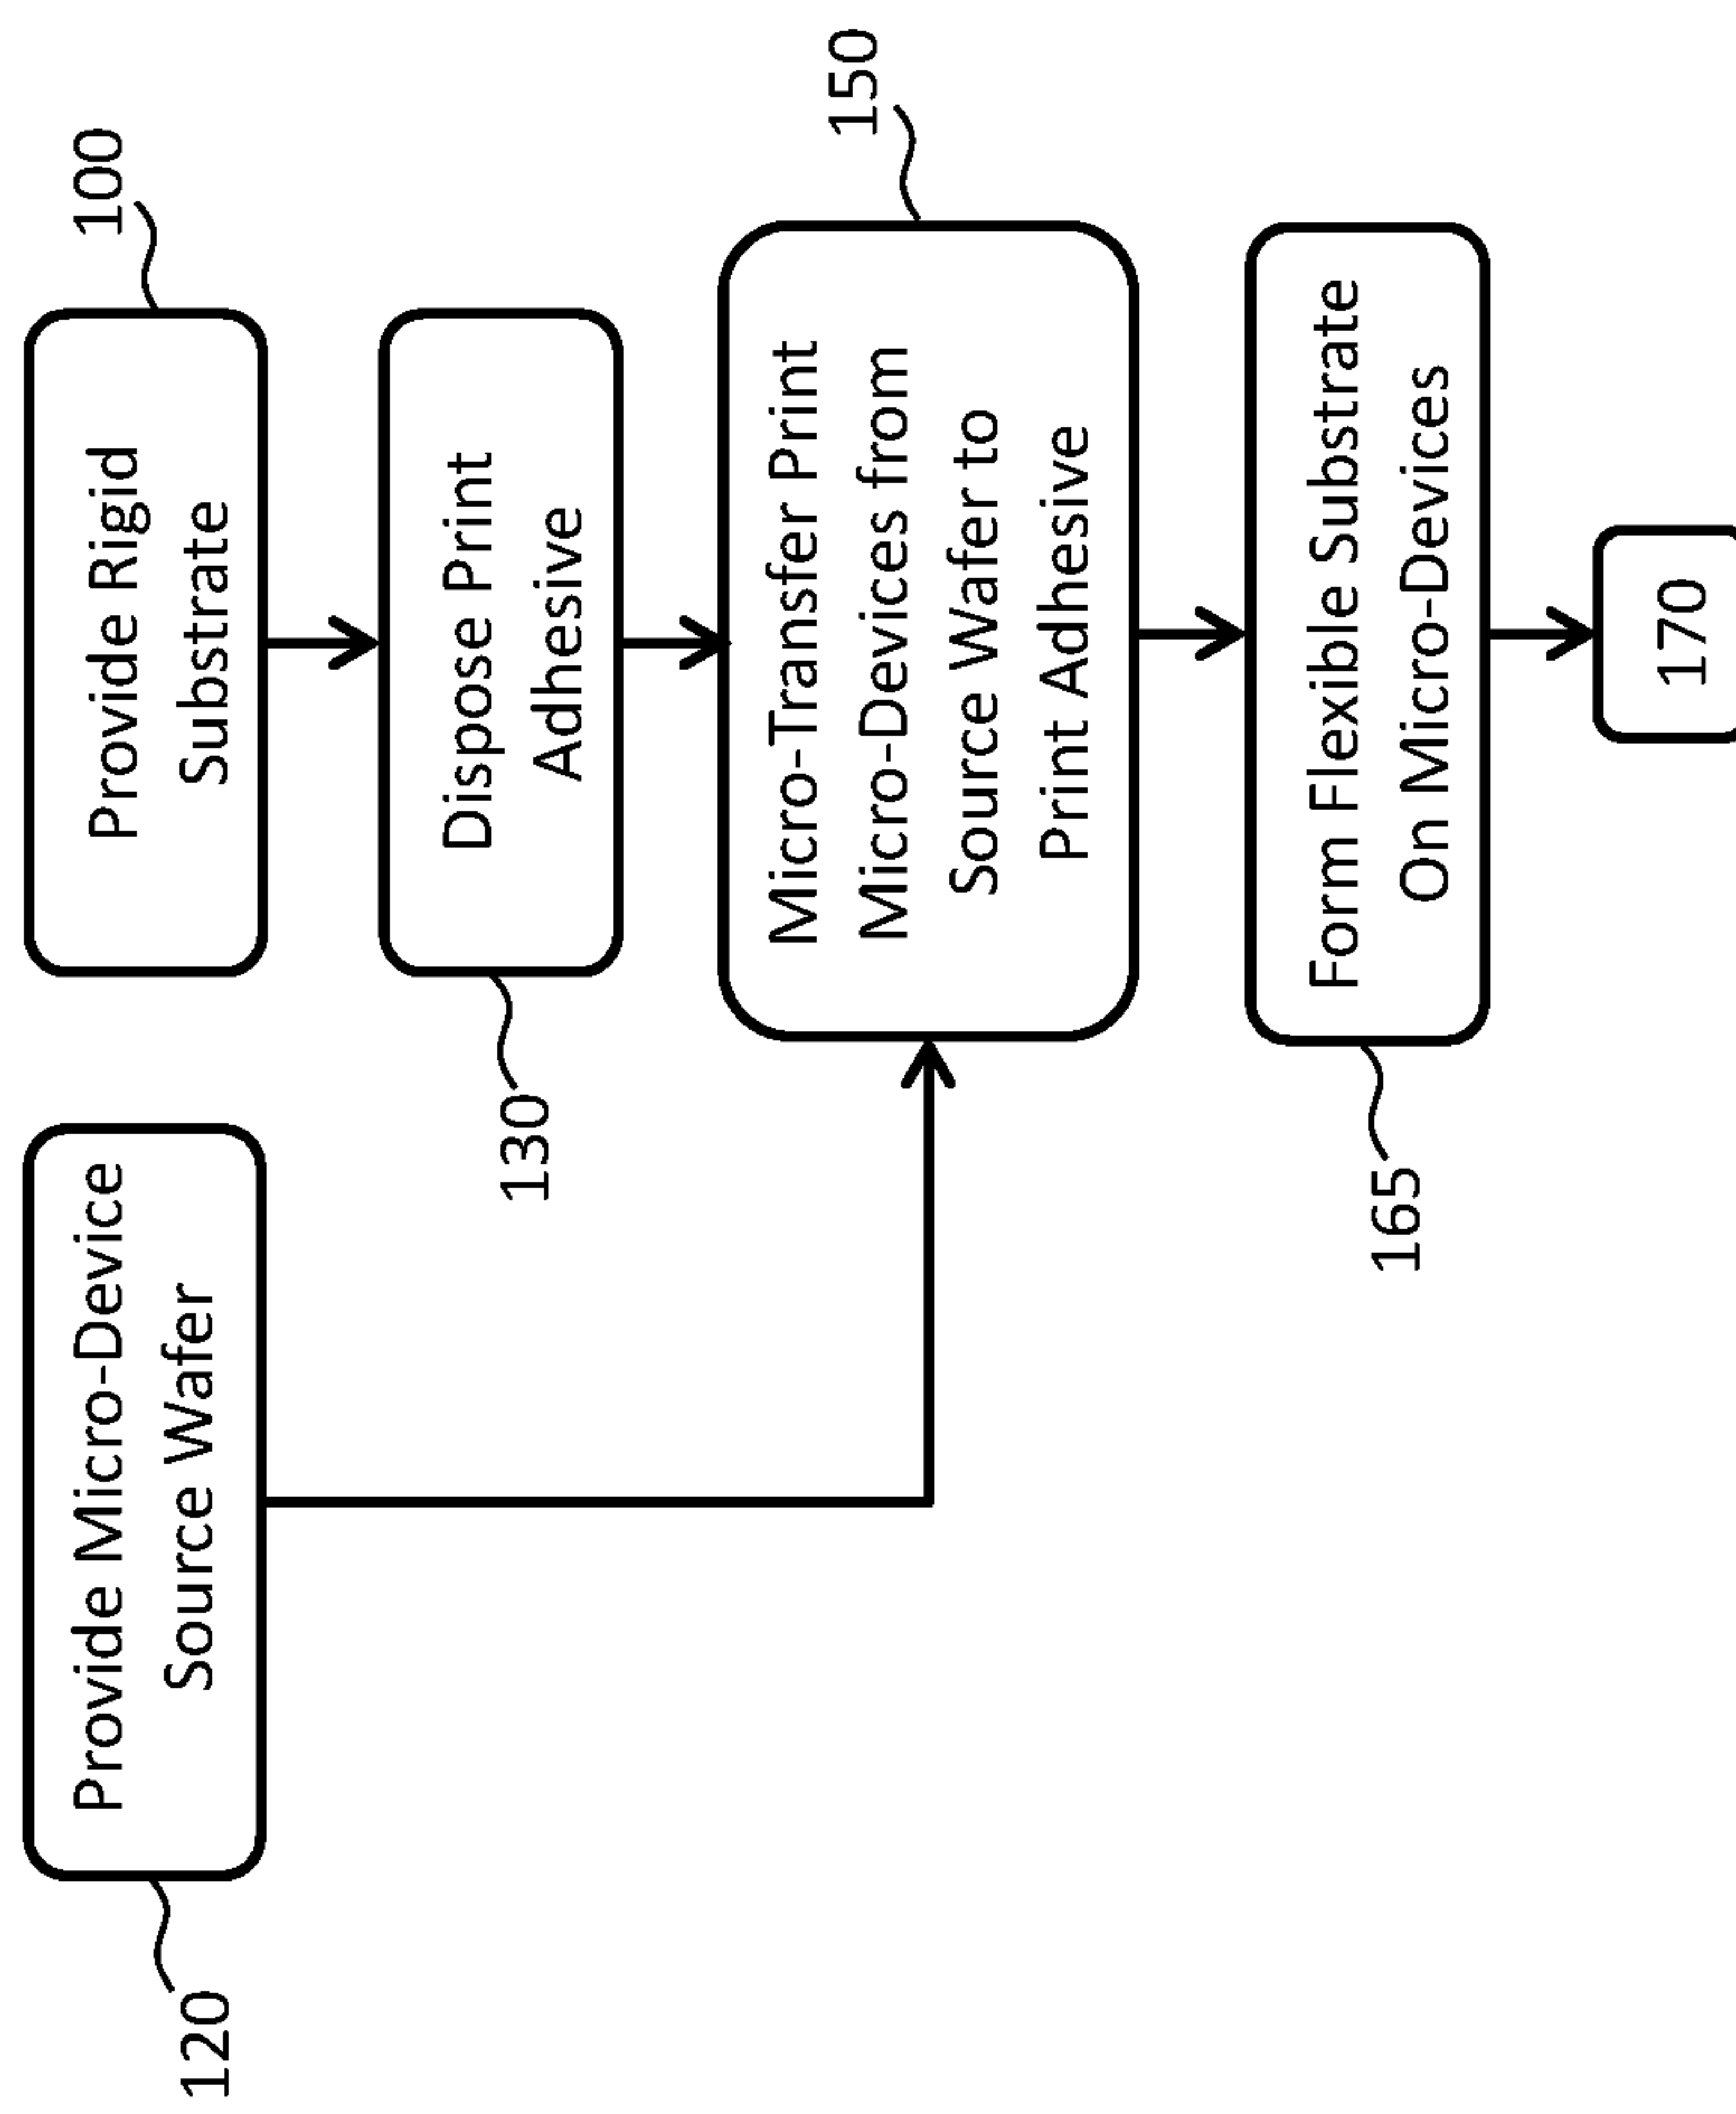 120
Provide Micro-Device
Source Wafer
Provide Rigid
Substrate
100
130
Dispose Print
Adhesive
Micro-Transfer Print
Micro-Devices from
Source Wafer to
Print Adhesive
150
165
Form Flexible Substrate
On Micro-Devices
170